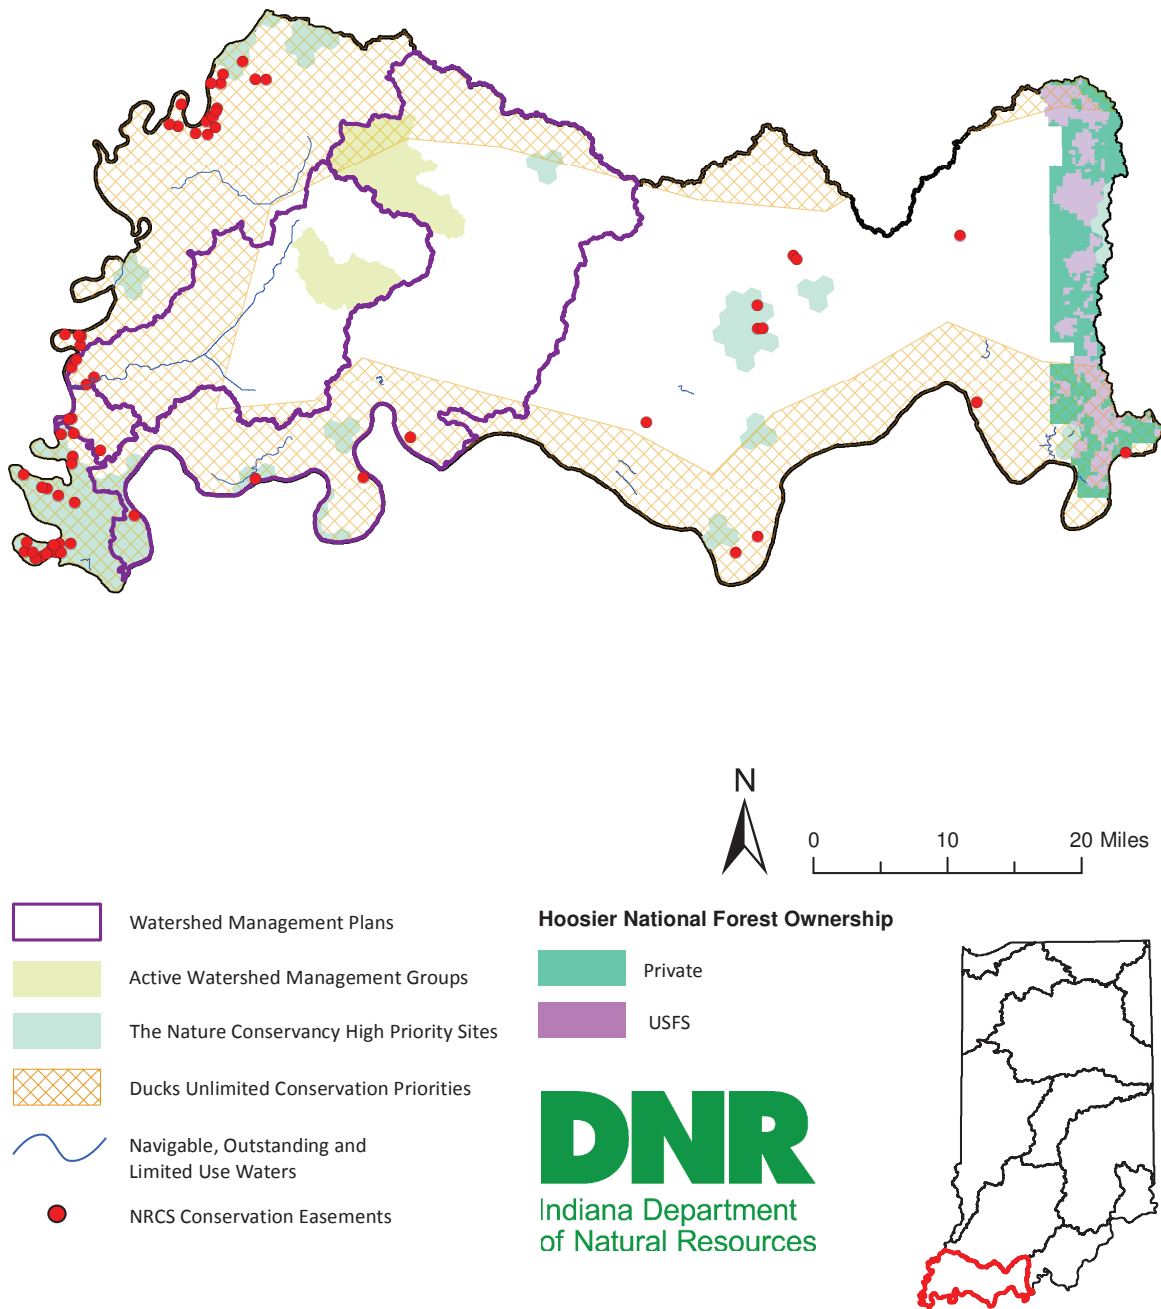 N
0 10 20 Miles
Watershed Management Plans
Active Watershed Management Groups
The Nature Conservancy High Priority Sites
Ducks Unlimited Conservation Priorities
Navigable, Outstanding and
Limited Use Waters
NRCS Conservation Easements
Hoosier National Forest Ownership
Private
USFS
DNR
Indiana Department
of Natural Resources